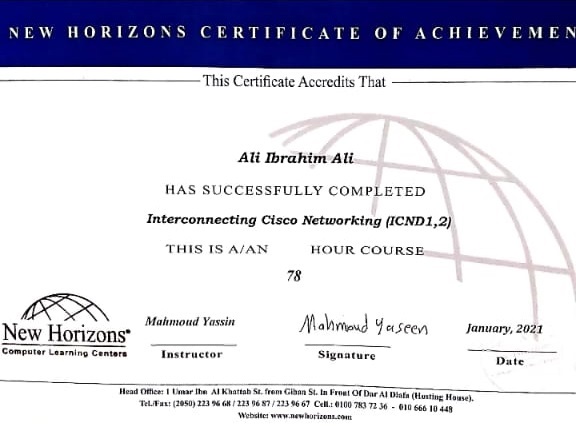 NEW HORIZONS CERTIFICATE OF ACHIEVEMEN
This Certificate Accredits That
Ali Ibrahim Ali
HAS SUCCESSFULLY COMPLETED
Interconnecting Cisco Networking (ICND1,2)
THIS IS A/AN HOUR COURSE
78
New Horizons®
Computer Learning Centers
Mahmoud Yassin
Instructor
Mahmoud Yaseen
Signature
January, 2021
Date
Head Office: 1 Umar Ibn Al Khattab St. from Gihan St. In Front Of Dar Al Diafa (Hosting House).
Tel./Fax: (2050) 223 96 68 / 223 96 87 / 223 96 67 Cell.: 0100 783 72 36 - 010 666 10 448
Website: www.newhorizons.com